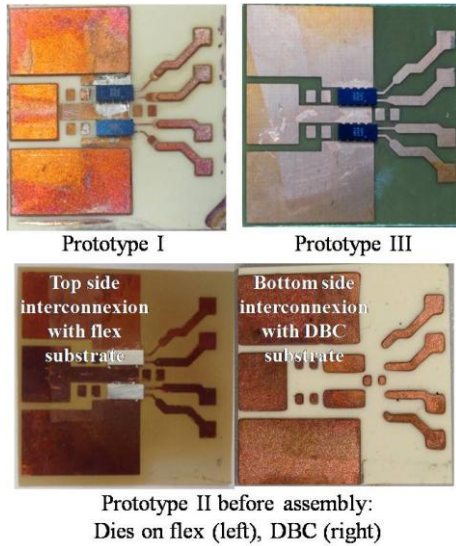 Prototype I
Prototype III
Top side
interconnexion
with flex
substrate
Bottom side
interconnexion
with DBC
substrate
Prototype II before assembly:
Dies on flex (left), DBC (right)